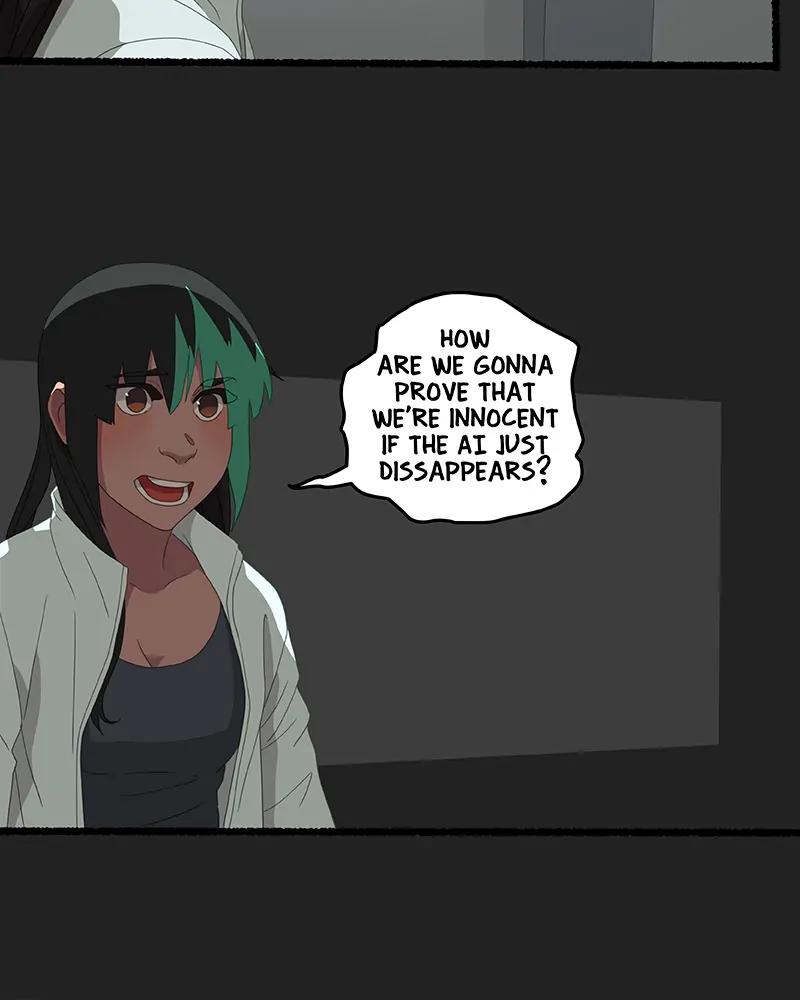 HOW
ARE WE GONNA
PROVE THAT
WE'RE INNOCENT
IF THE AI JUST
DISSAPPEARS?